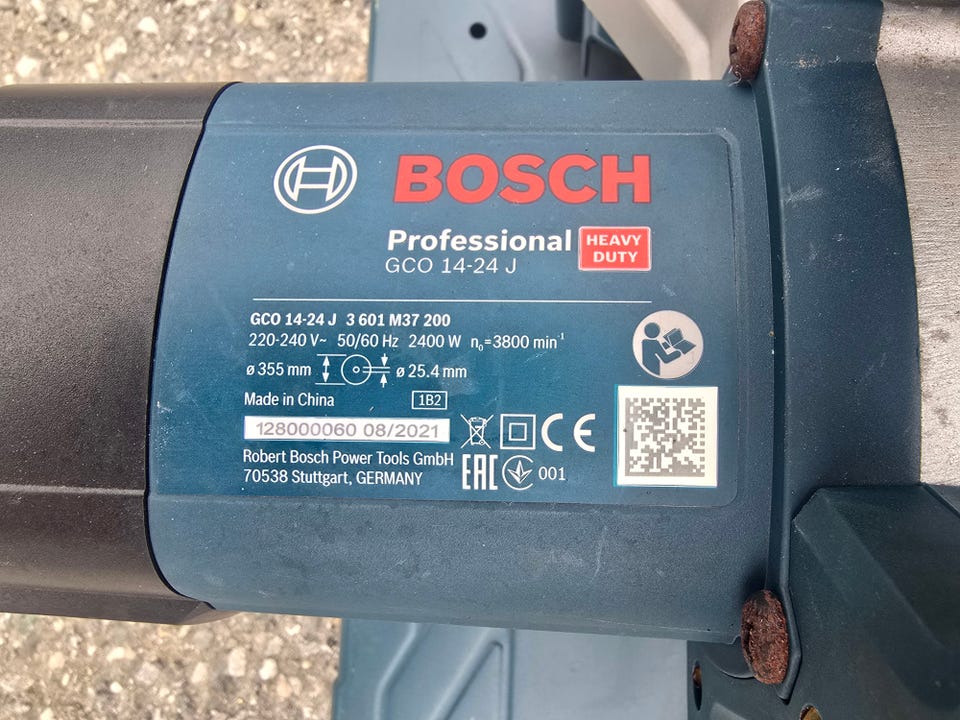 BOSCH
Professional
HEAVY DUTY
GCO 14-24 J
GCO 14-24 J 3 601 M37 200
220-240 V~ 50/60 Hz 2400 W n₀=3800 min⁻¹
ø 355 mm ø 25.4 mm
Made in China 1B2
128000060 08/2021
CE
Robert Bosch Power Tools GmbH
70538 Stuttgart, GERMANY
EAC 001